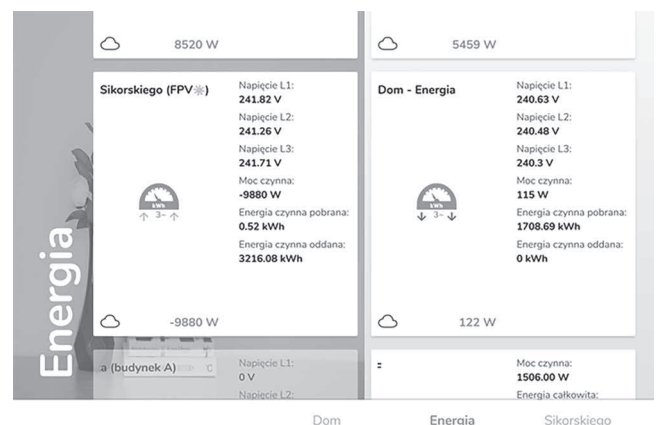 8520 W
5459 W
Sikorskiego (FPV☀)
Napięcie L1:
241.82 V
Napięcie L2:
241.26 V
Napięcie L3:
241.71 V
Moc czynna:
-9880 W
Energia czynna pobrana:
0.52 kWh
Energia czynna oddana:
3216.08 kWh
kWh
3~
-9880 W
Dom - Energia
Napięcie L1:
240.63 V
Napięcie L2:
240.48 V
Napięcie L3:
240.3 V
Moc czynna:
115 W
Energia czynna pobrana:
1708.69 kWh
Energia czynna oddana:
0 kWh
kWh
3~
122 W
Energia
a (budynek A)
°C
Napięcie L1:
0 V
Napięcie L2:
Moc czynna:
1506.00 W
Energia całkowita:
Dom
Energia
Sikorskiego